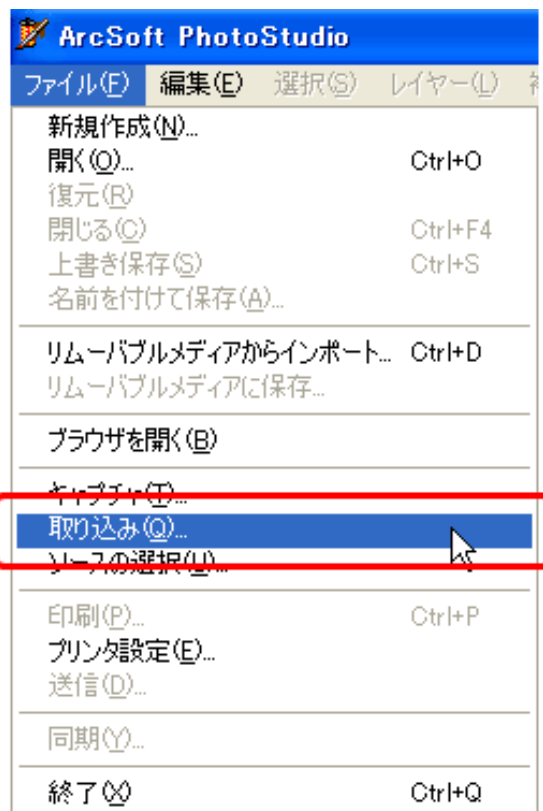 ArcSoft PhotoStudio
ファイル(F) 編集(E) 選択(S) レイヤー(L)
新規作成(N)...
開く(O)... Ctrl+O
復元(R)
閉じる(C) Ctrl+F4
上書き保存(S) Ctrl+S
名前を付けて保存(A)...
リムーバブルメディアからインポート... Ctrl+D
リムーバブルメディアに保存...
ブラウザを開く(B)
キャプチャ(T)...
取り込み(Q)...
ソースの選択(U)...
印刷(P)... Ctrl+P
プリンタ設定(E)...
送信(D)...
同期(Y)...
終了(X) Ctrl+Q